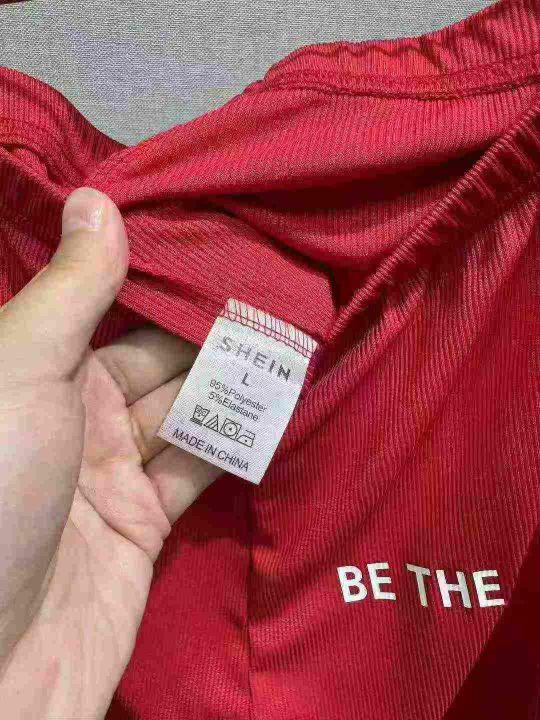 SHEIN
L
95%Polyester
5%Elastane
MADE IN CHINA
BE THE